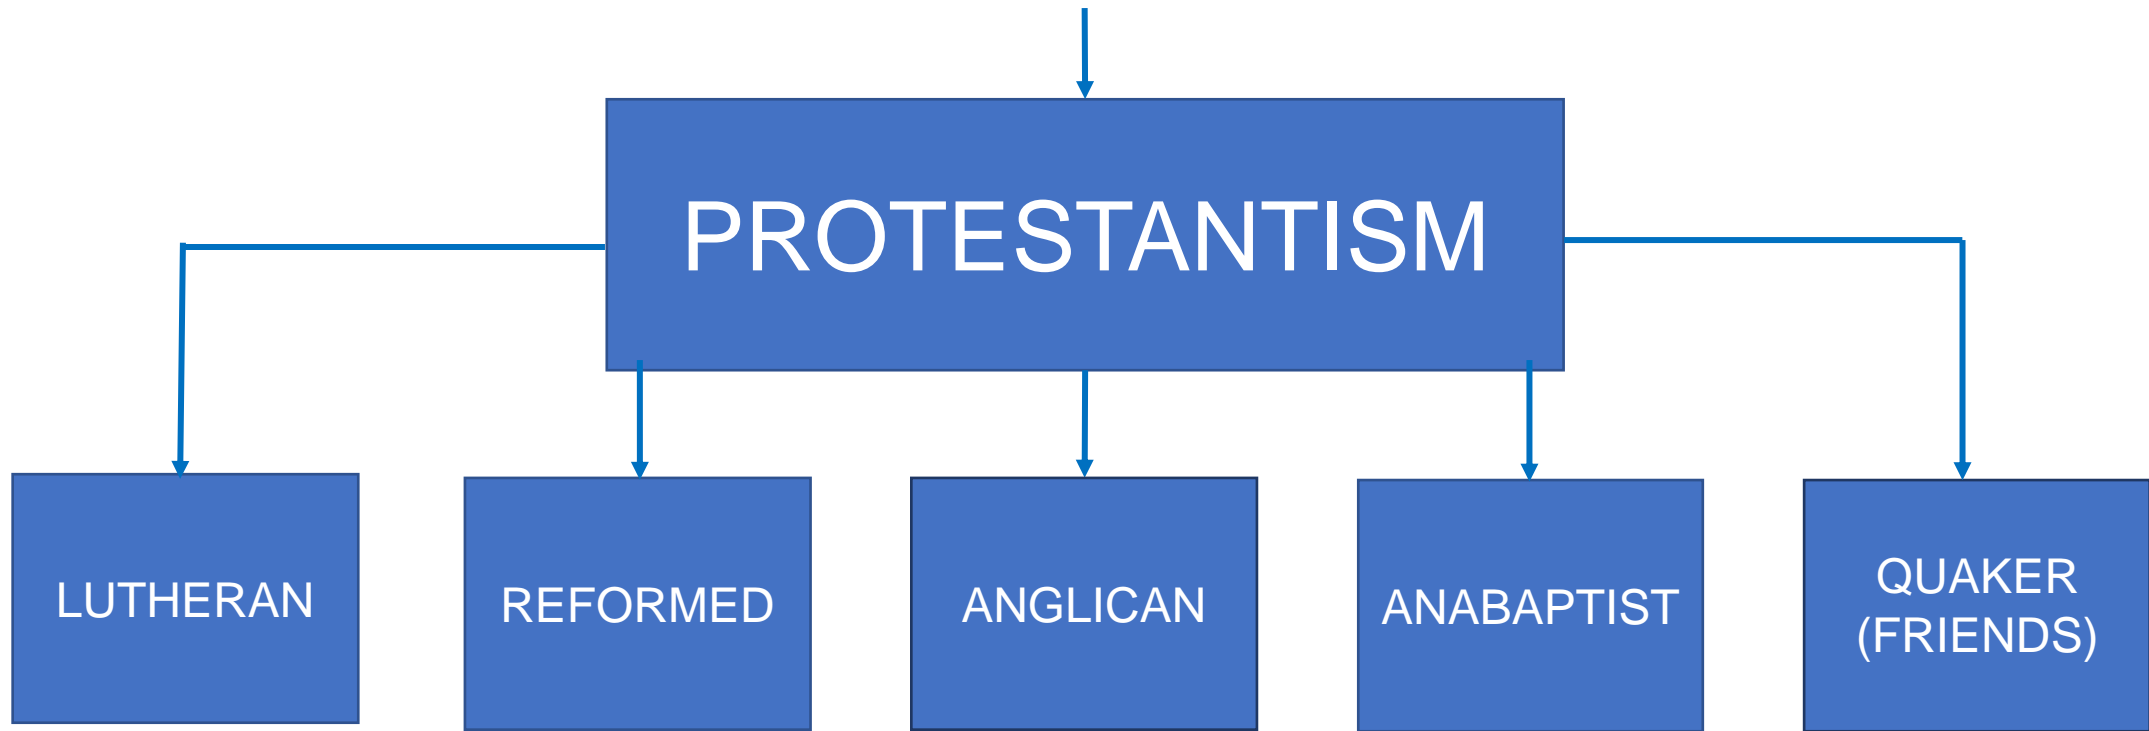 PROTESTANTISM
LUTHERAN
REFORMED
ANGLICAN
ANABAPTIST
QUAKER
(FRIENDS)